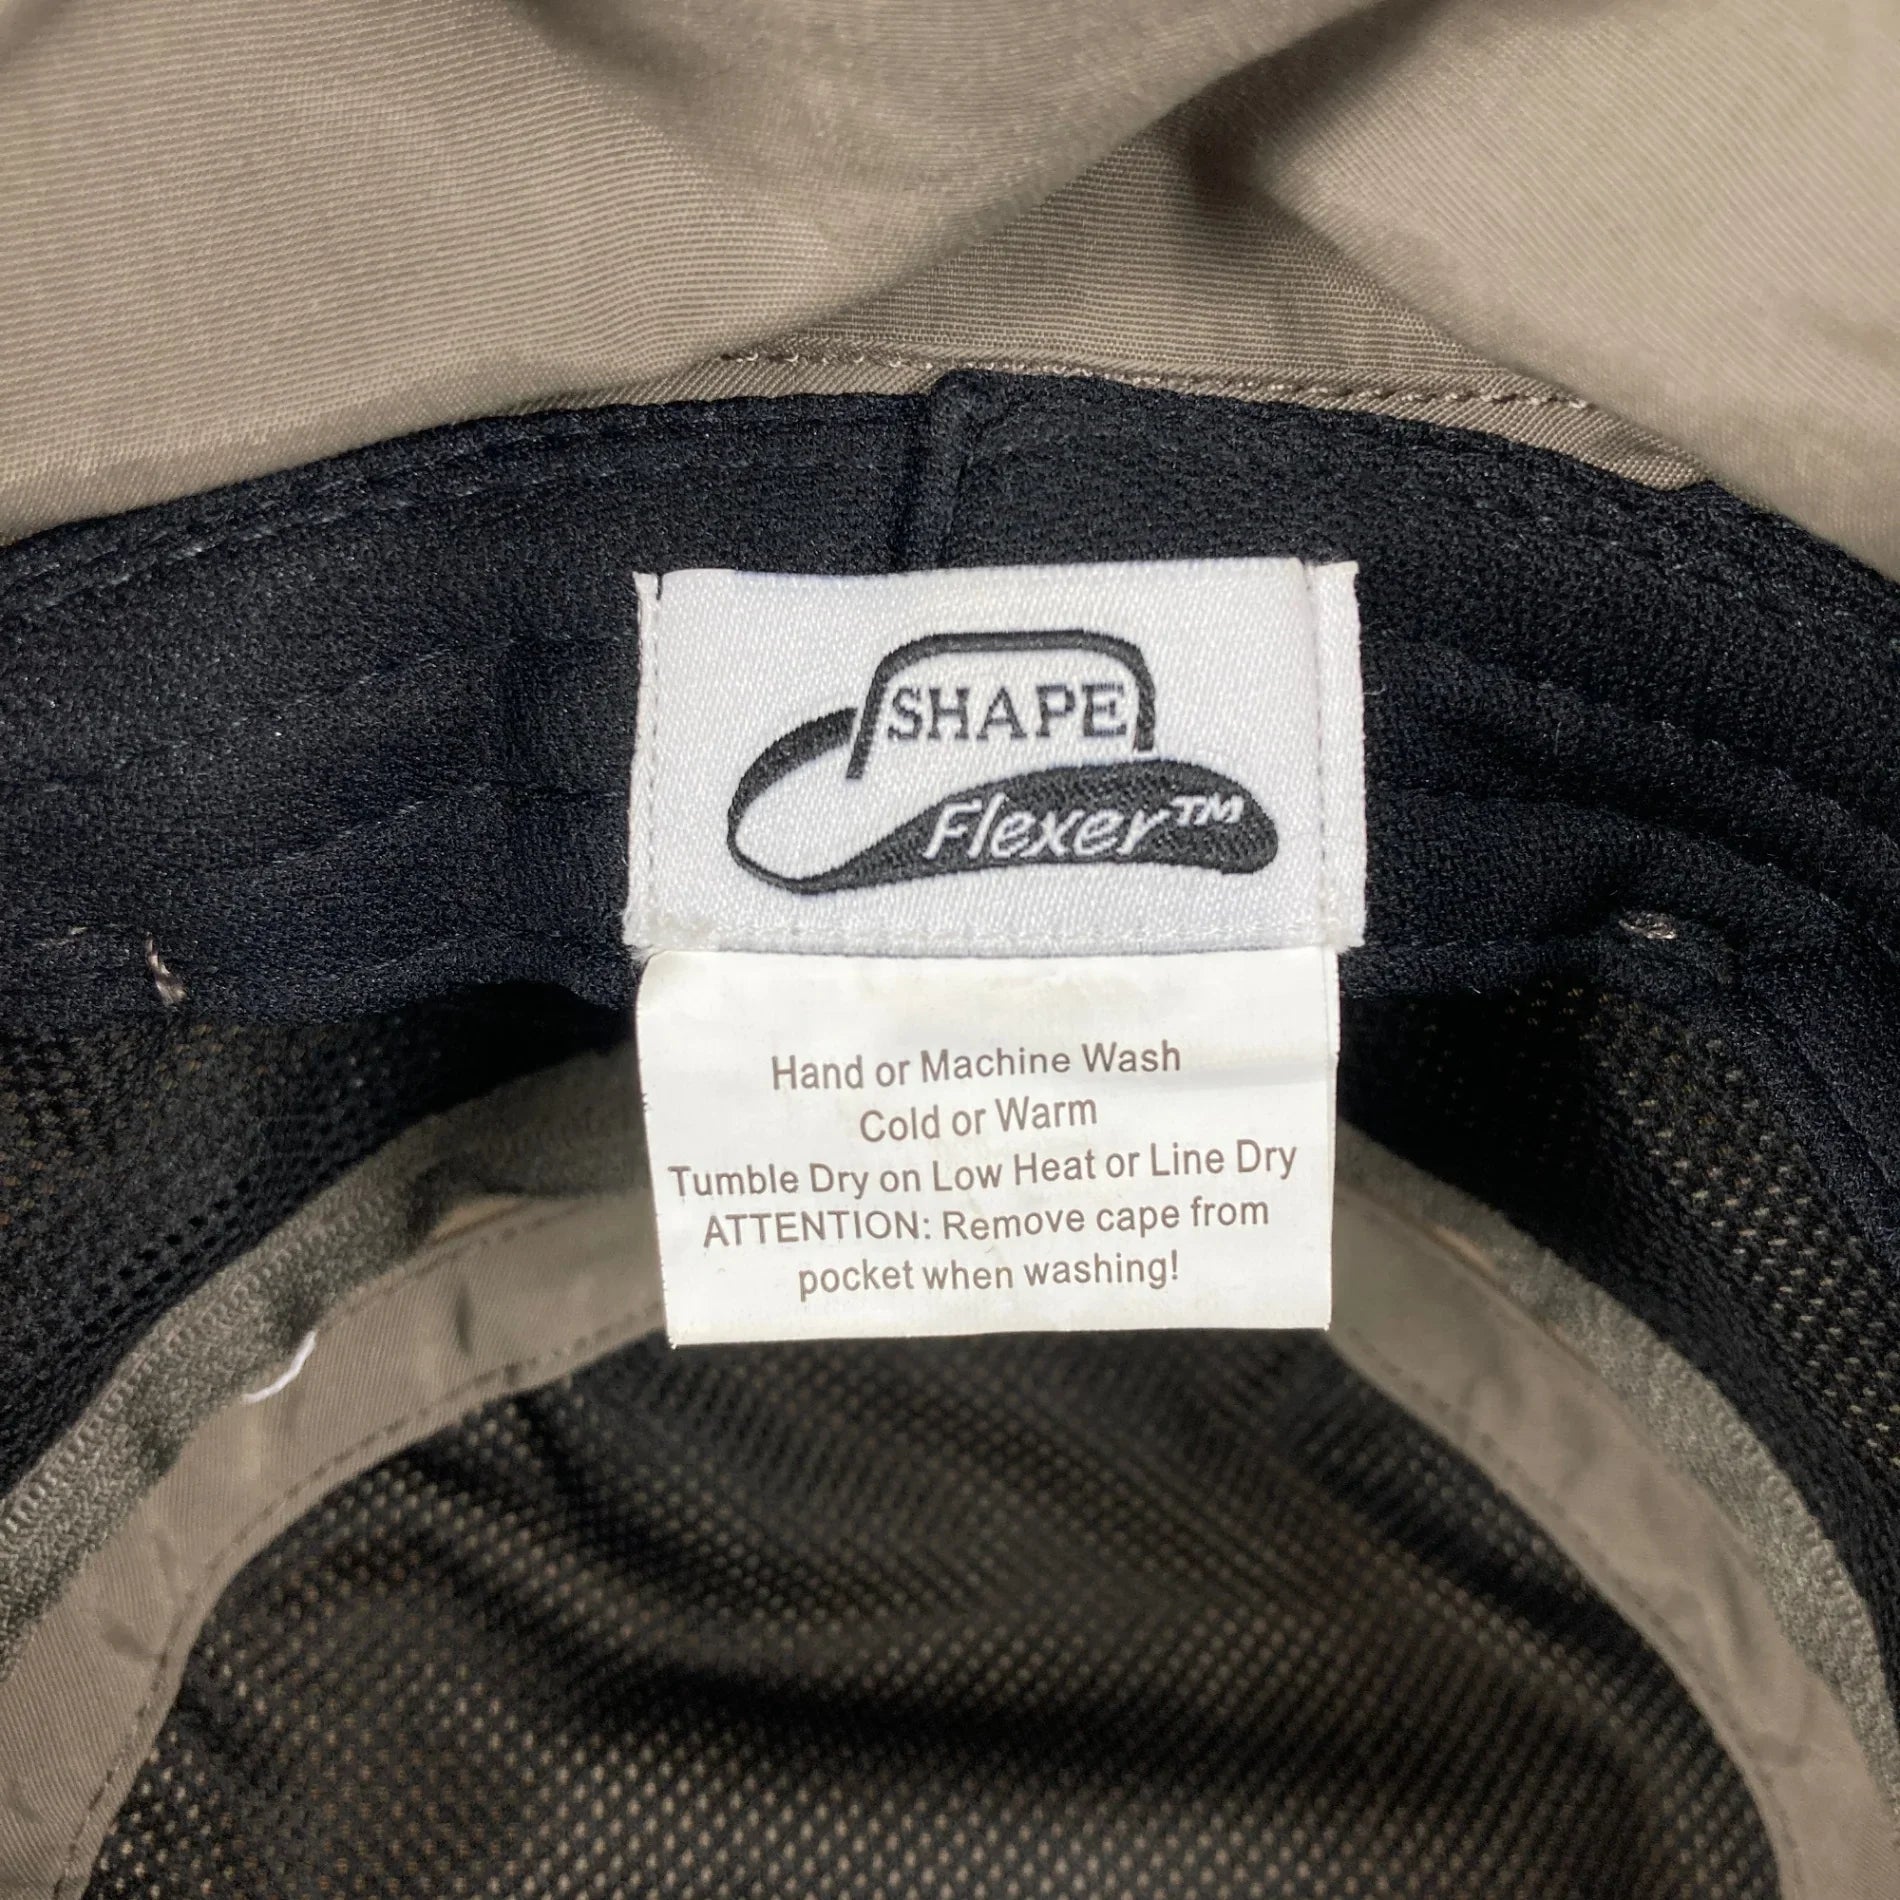 SHAPE
Flexer™
Hand or Machine Wash
Cold or Warm
Tumble Dry on Low Heat or Line Dry
ATTENTION: Remove cape from
pocket when washing!